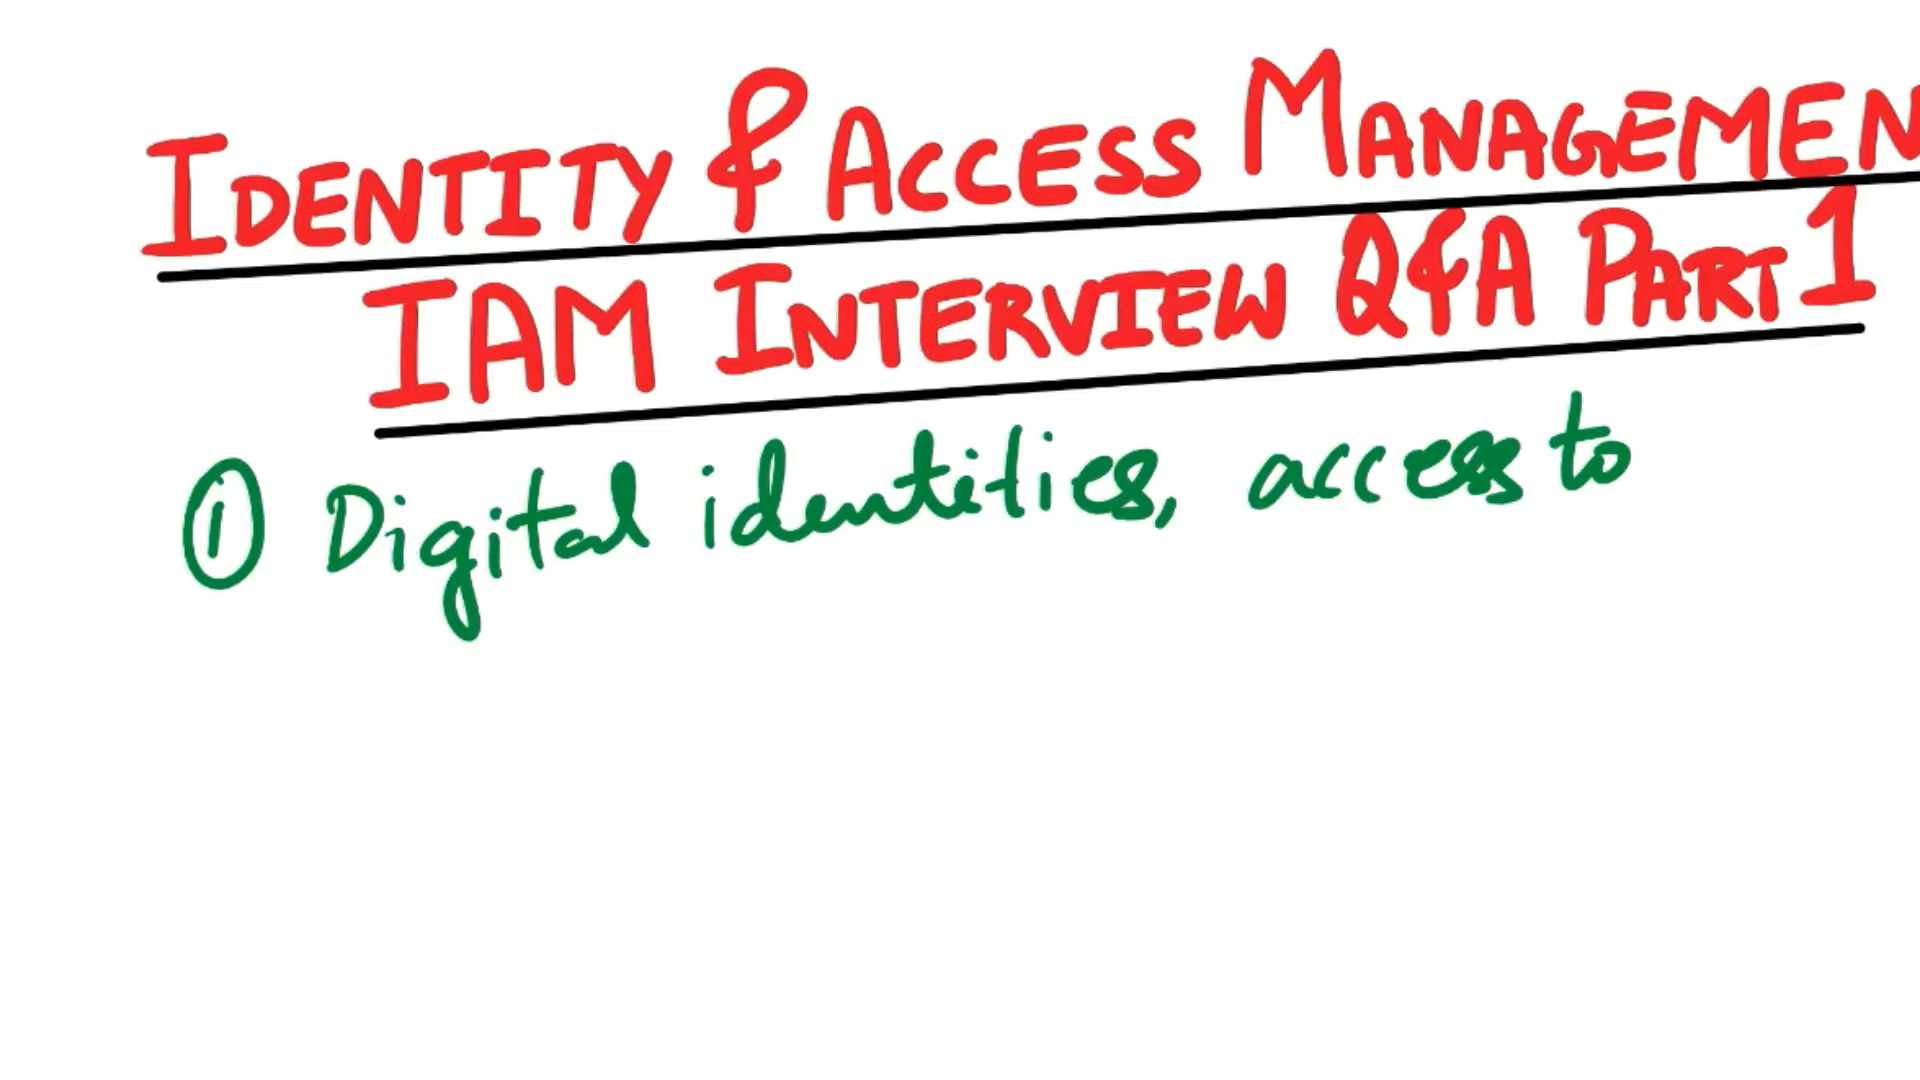 IDENTITY & ACCESS MANAGEMEN
IAM INTERVIEW Q&A PART 1
① Digital identities, access to